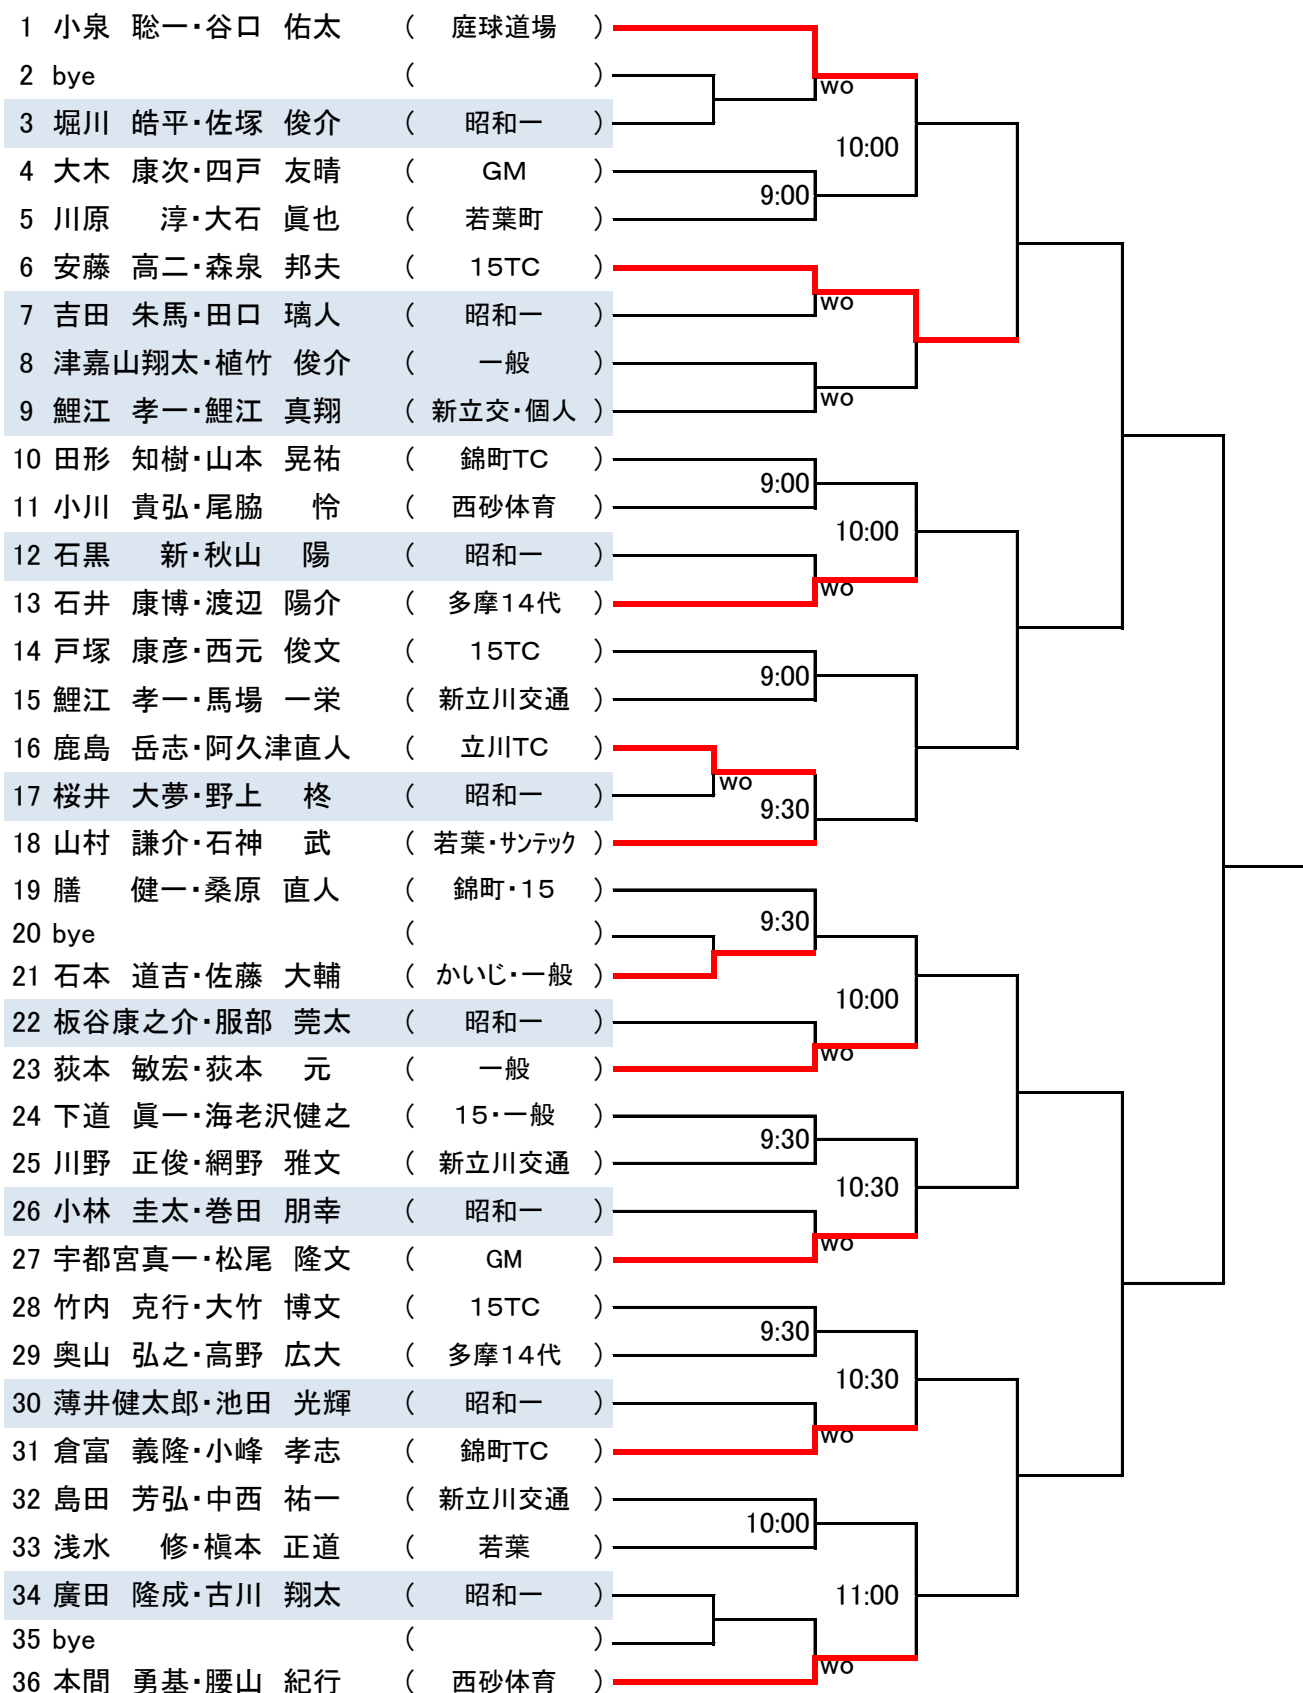 1 小泉 聡一・谷口 佑太 ( 庭球道場 )
2 bye ( )
wo
3 堀川 皓平・佐塚 俊介 ( 昭和一 )
10:00
4 大木 康次・四戸 友晴 ( GM )
9:00
5 川原 淳・大石 眞也 ( 若葉町 )
6 安藤 高二・森泉 邦夫 ( 15TC )
wo
7 吉田 朱馬・田口 璃人 ( 昭和一 )
8 津嘉山翔太・植竹 俊介 ( 一般 )
wo
9 鯉江 孝一・鯉江 真翔 ( 新立交・個人 )
10 田形 知樹・山本 晃祐 ( 錦町TC )
9:00
11 小川 貴弘・尾脇 怜 ( 西砂体育 )
10:00
12 石黒 新・秋山 陽 ( 昭和一 )
wo
13 石井 康博・渡辺 陽介 ( 多摩14代 )
14 戸塚 康彦・西元 俊文 ( 15TC )
9:00
15 鯉江 孝一・馬場 一栄 ( 新立川交通 )
16 鹿島 岳志・阿久津直人 ( 立川TC )
wo
17 桜井 大夢・野上 柊 ( 昭和一 )
9:30
18 山村 謙介・石神 武 ( 若葉・サンテック )
19 膳 健一・桑原 直人 ( 錦町・15 )
9:30
20 bye ( )
21 石本 道吉・佐藤 大輔 ( かいじ・一般 )
10:00
22 板谷康之介・服部 莞太 ( 昭和一 )
wo
23 荻本 敏宏・荻本 元 ( 一般 )
24 下道 眞一・海老沢健之 ( 15・一般 )
9:30
25 川野 正俊・網野 雅文 ( 新立川交通 )
10:30
26 小林 圭太・巻田 朋幸 ( 昭和一 )
wo
27 宇都宮真一・松尾 隆文 ( GM )
28 竹内 克行・大竹 博文 ( 15TC )
9:30
29 奥山 弘之・高野 広大 ( 多摩14代 )
10:30
30 薄井健太郎・池田 光輝 ( 昭和一 )
wo
31 倉富 義隆・小峰 孝志 ( 錦町TC )
32 島田 芳弘・中西 祐一 ( 新立川交通 )
10:00
33 浅水 修・槇本 正道 ( 若葉 )
34 廣田 隆成・古川 翔太 ( 昭和一 )
11:00
35 bye ( )
wo
36 本間 勇基・腰山 紀行 ( 西砂体育 )